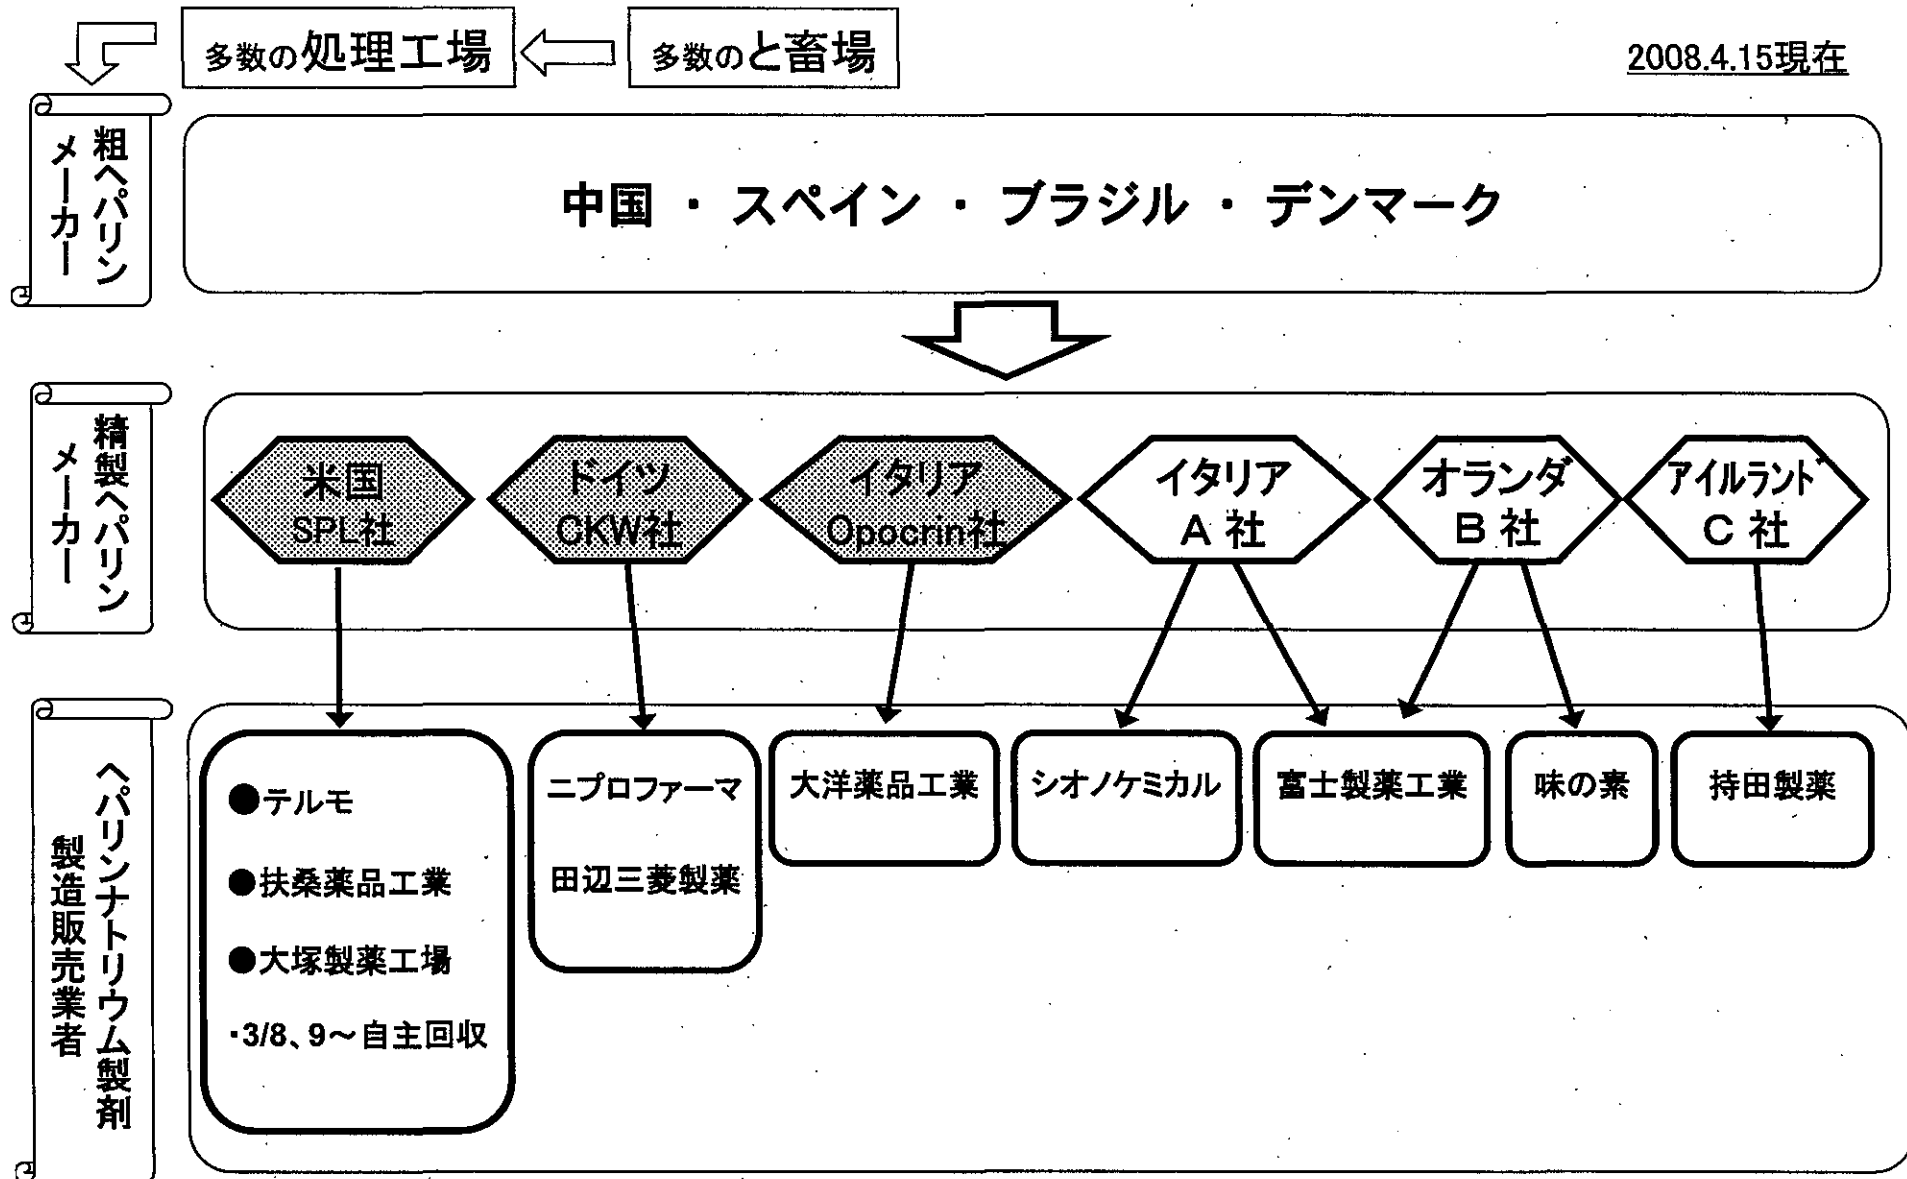 多数の処理工場
多数のと畜場
2008.4.15現在
粗ヘパリン
メーカー
中国 ・ スペイン ・ ブラジル ・ デンマーク
精製ヘパリン
メーカー
米国
SPL社
ドイツ
CKW社
イタリア
Opocrin社
イタリア
A 社
オランダ
B 社
アイルランド
C 社
ヘパリンナトリウム製剤
製造販売業者
●テルモ
●扶桑薬品工業
●大塚製薬工場
・3/8、9～自主回収
ニプロファーマ
田辺三菱製薬
大洋薬品工業
シオノケミカル
富士製薬工業
味の素
持田製薬